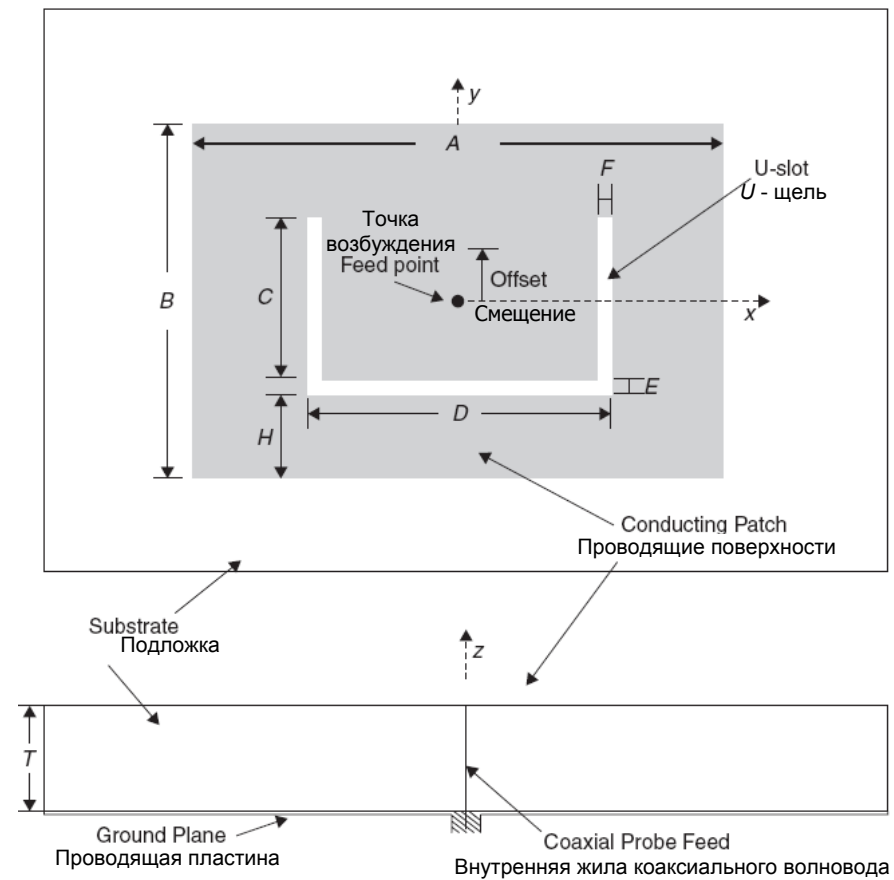 y
A
F
U-slot
U - щель
Точка
возбуждения
Feed point
Offset
Смещение
x
B
C
E
D
H
Conducting Patch
Проводящие поверхности
Substrate
Подложка
z
T
Ground Plane
Проводящая пластина
Coaxial Probe Feed
Внутренняя жила коаксиального волновода